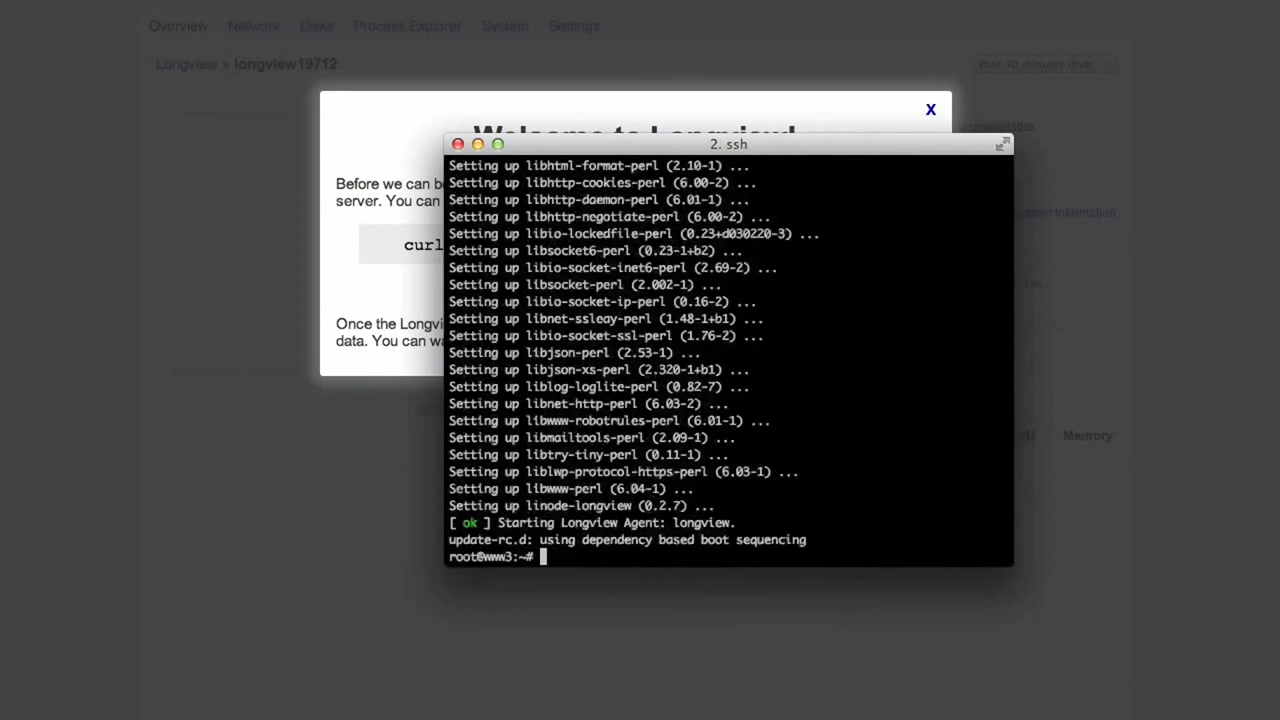 Overview Network Disks Process Explorer System Settings
Longview » longview19712
Past 30 minutes (live)
X
Welcome to Longview!
unavailable.
Before we can be
server. You can
System Information
curl
Once the Longvi
data. You can wa
Memory
2. ssh
Setting up libhtml-format-perl (2.10-1) ...
Setting up libhttp-cookies-perl (6.00-2) ...
Setting up libhttp-daemon-perl (6.01-1) ...
Setting up libhttp-negotiate-perl (6.00-2) ...
Setting up libio-lockedfile-perl (0.23+d030220-3) ...
Setting up libsocket6-perl (0.23-1+b2) ...
Setting up libio-socket-inet6-perl (2.69-2) ...
Setting up libsocket-perl (2.002-1) ...
Setting up libio-socket-ip-perl (0.16-2) ...
Setting up libnet-ssleay-perl (1.48-1+b1) ...
Setting up libio-socket-ssl-perl (1.76-2) ...
Setting up libjson-perl (2.53-1) ...
Setting up libjson-xs-perl (2.320-1+b1) ...
Setting up liblog-loglite-perl (0.82-7) ...
Setting up libnet-http-perl (6.03-2) ...
Setting up libwww-robotrules-perl (6.01-1) ...
Setting up libmailtools-perl (2.09-1) ...
Setting up libtry-tiny-perl (0.11-1) ...
Setting up liblwp-protocol-https-perl (6.03-1) ...
Setting up libwww-perl (6.04-1) ...
Setting up linode-longview (0.2.7) ...
[ ok ] Starting Longview Agent: longview.
update-rc.d: using dependency based boot sequencing
root@www3:~#